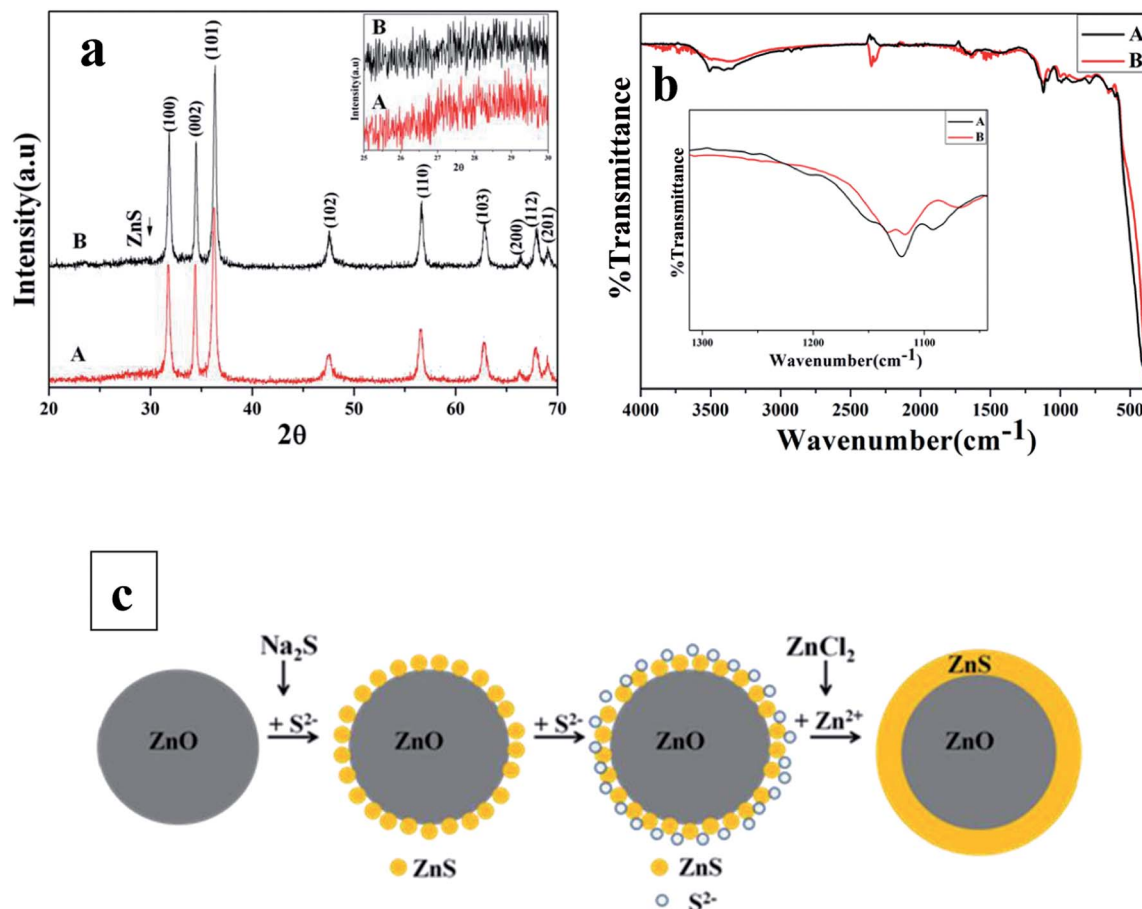 a
Intensity(a.u)
2θ
20 30 40 50 60 70
B
A
ZnS
(100)
(002)
(101)
(102)
(110)
(103)
(200)
(112)
(201)
B
A
Intensity(a.u)
25 26 27 28 29 30
2θ
b
A
B
%Transmittance
4000 3500 3000 2500 2000 1500 1000 500
Wavenumber(cm⁻¹)
A
B
%Transmittance
1300 1200 1100
Wavenumber(cm⁻¹)
c
Na₂S
ZnCl₂
ZnO
+ S²⁻
ZnO
+ S²⁻
ZnO
+ Zn²⁺
ZnS
ZnO
ZnS
ZnS
S²⁻